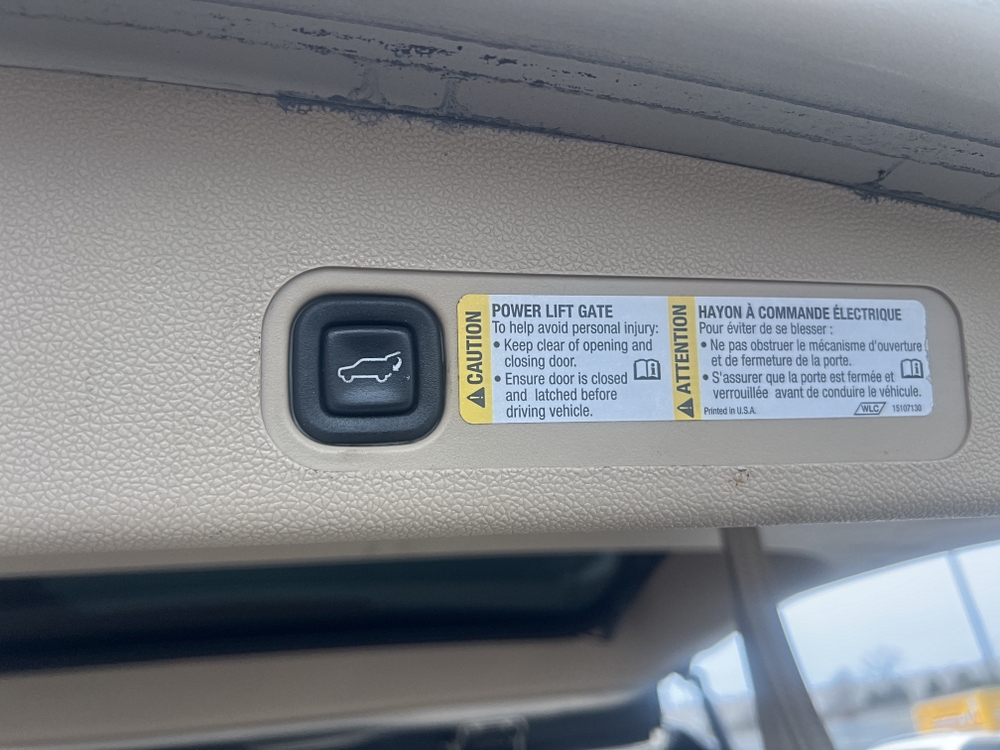 CAUTION
POWER LIFT GATE
To help avoid personal injury:
• Keep clear of opening and
closing door.
• Ensure door is closed
and latched before
driving vehicle.
ATTENTION
HAYON À COMMANDE ÉLECTRIQUE
Pour éviter de se blesser :
• Ne pas obstruer le mécanisme d'ouverture
et de fermeture de la porte.
• S'assurer que la porte est fermée et
verrouillée avant de conduire le véhicule.
Printed in U.S.A.
WLC
15107130